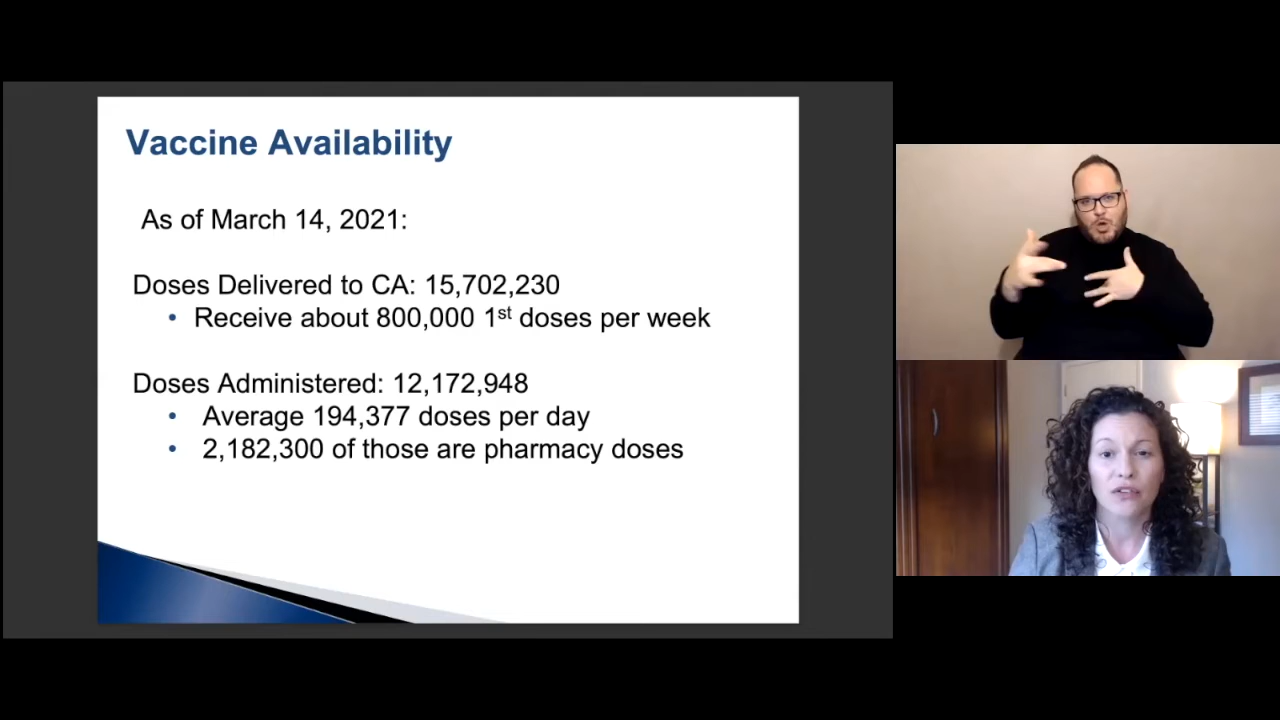 Vaccine Availability
As of March 14, 2021:
Doses Delivered to CA: 15,702,230
• Receive about 800,000 1st doses per week
Doses Administered: 12,172,948
• Average 194,377 doses per day
• 2,182,300 of those are pharmacy doses